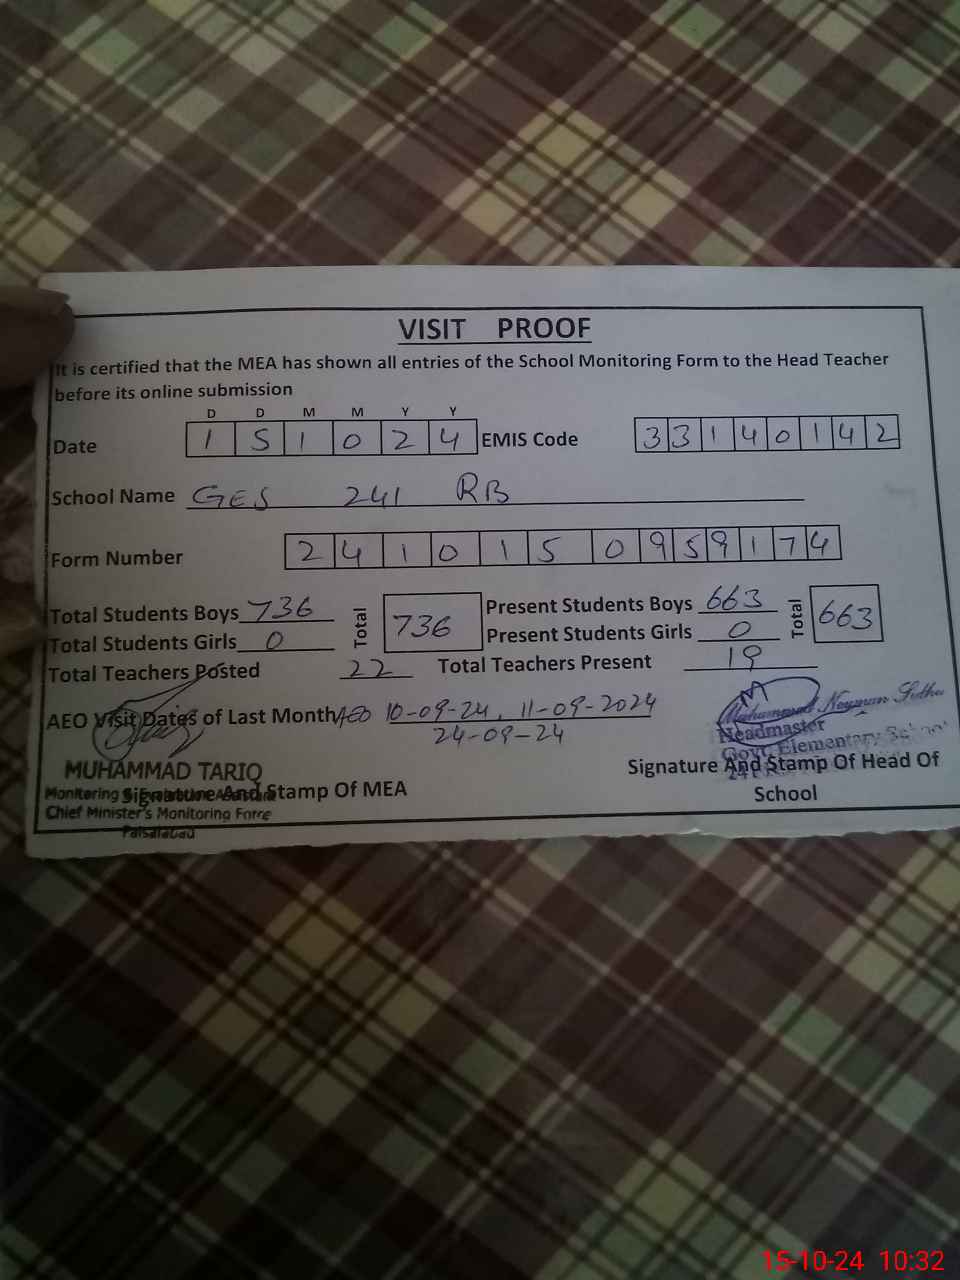 VISIT PROOF
It is certified that the MEA has shown all entries of the School Monitoring Form to the Head Teacher
before its online submission
D D M M Y Y
Date 1 5 1 0 2 4 EMIS Code 3 3 1 4 0 1 4 2
School Name GES 241 RB
Form Number 2 4 1 0 1 5 0 9 5 9 1 7 4
Total Students Boys 736 Total 736 Present Students Boys 663 Total 663
Total Students Girls 0 Present Students Girls 0
Total Teachers Posted 22 Total Teachers Present 19
AEO Visit Dates of Last Month AEO 10-09-24, 11-09-2024
24-09-24
Muhammad
Headmaster
Govt. Elementary School
MUHAMMAD TARIQ
Signature And Stamp Of MEA
Monitoring
Chief Minister's Monitoring Force
Faisalabad
Signature And Stamp Of Head Of
School
15-10-24 10:32